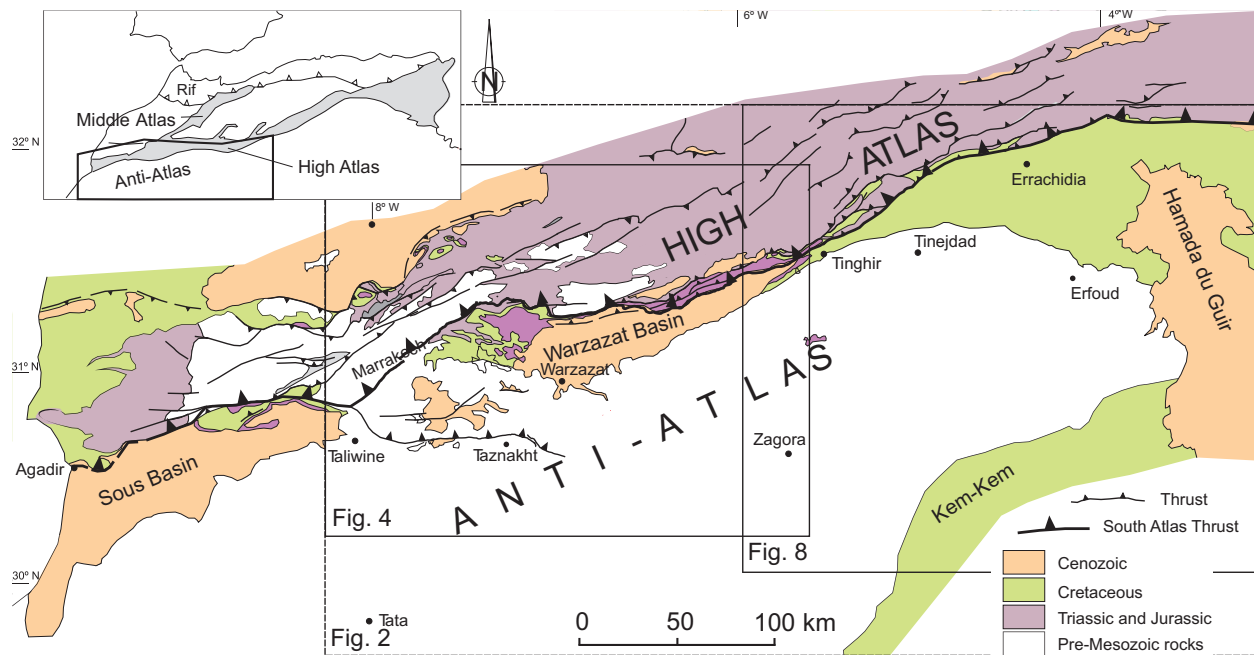 6º W
4º W
N
Rif
Middle Atlas
High Atlas
Anti-Atlas
32º N
8º W
HIGH
ATLAS
Errachidia
Tinghir
Tinejdad
Erfoud
Hamada du Guir
31º N
Marrakech
Warzazat Basin
Warzazat
ANTI-ATLAS
Zagora
Agadir
Sous Basin
Taliwine
Taznakht
Kem-Kem
Fig. 4
Fig. 8
Thrust
South Atlas Thrust
Cenozoic
Cretaceous
Triassic and Jurassic
Pre-Mesozoic rocks
30º N
Tata
Fig. 2
0 50 100 km